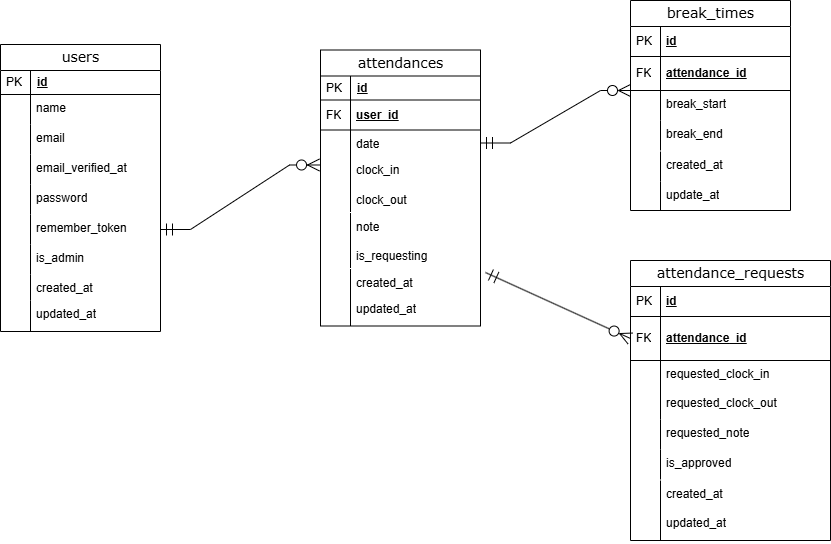 users
PK id
name
email
email_verified_at
password
remember_token
is_admin
created_at
updated_at
attendances
PK id
FK user_id
date
clock_in
clock_out
note
is_requesting
created_at
updated_at
break_times
PK id
FK attendance_id
break_start
break_end
created_at
update_at
attendance_requests
PK id
FK attendance_id
requested_clock_in
requested_clock_out
requested_note
is_approved
created_at
updated_at